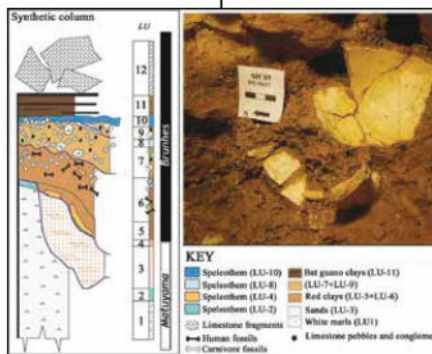 Synthetic column
LU
12
11
10
9
8
7
6
5
4
3
2
1
Brunhes
Matuyama
KEY
Speleothem (LU-10)
Speleothem (LU-8)
Speleothem (LU-4)
Speleothem (LU-2)
Limestone fragments
Human fossils
Carnivore fossils
Bat guano clays (LU-11)
(LU-7+LU-9)
Red clays (LU-5+LU-6)
Sands (LU-3)
White marls (LU1)
Limestone pebbles and conglome